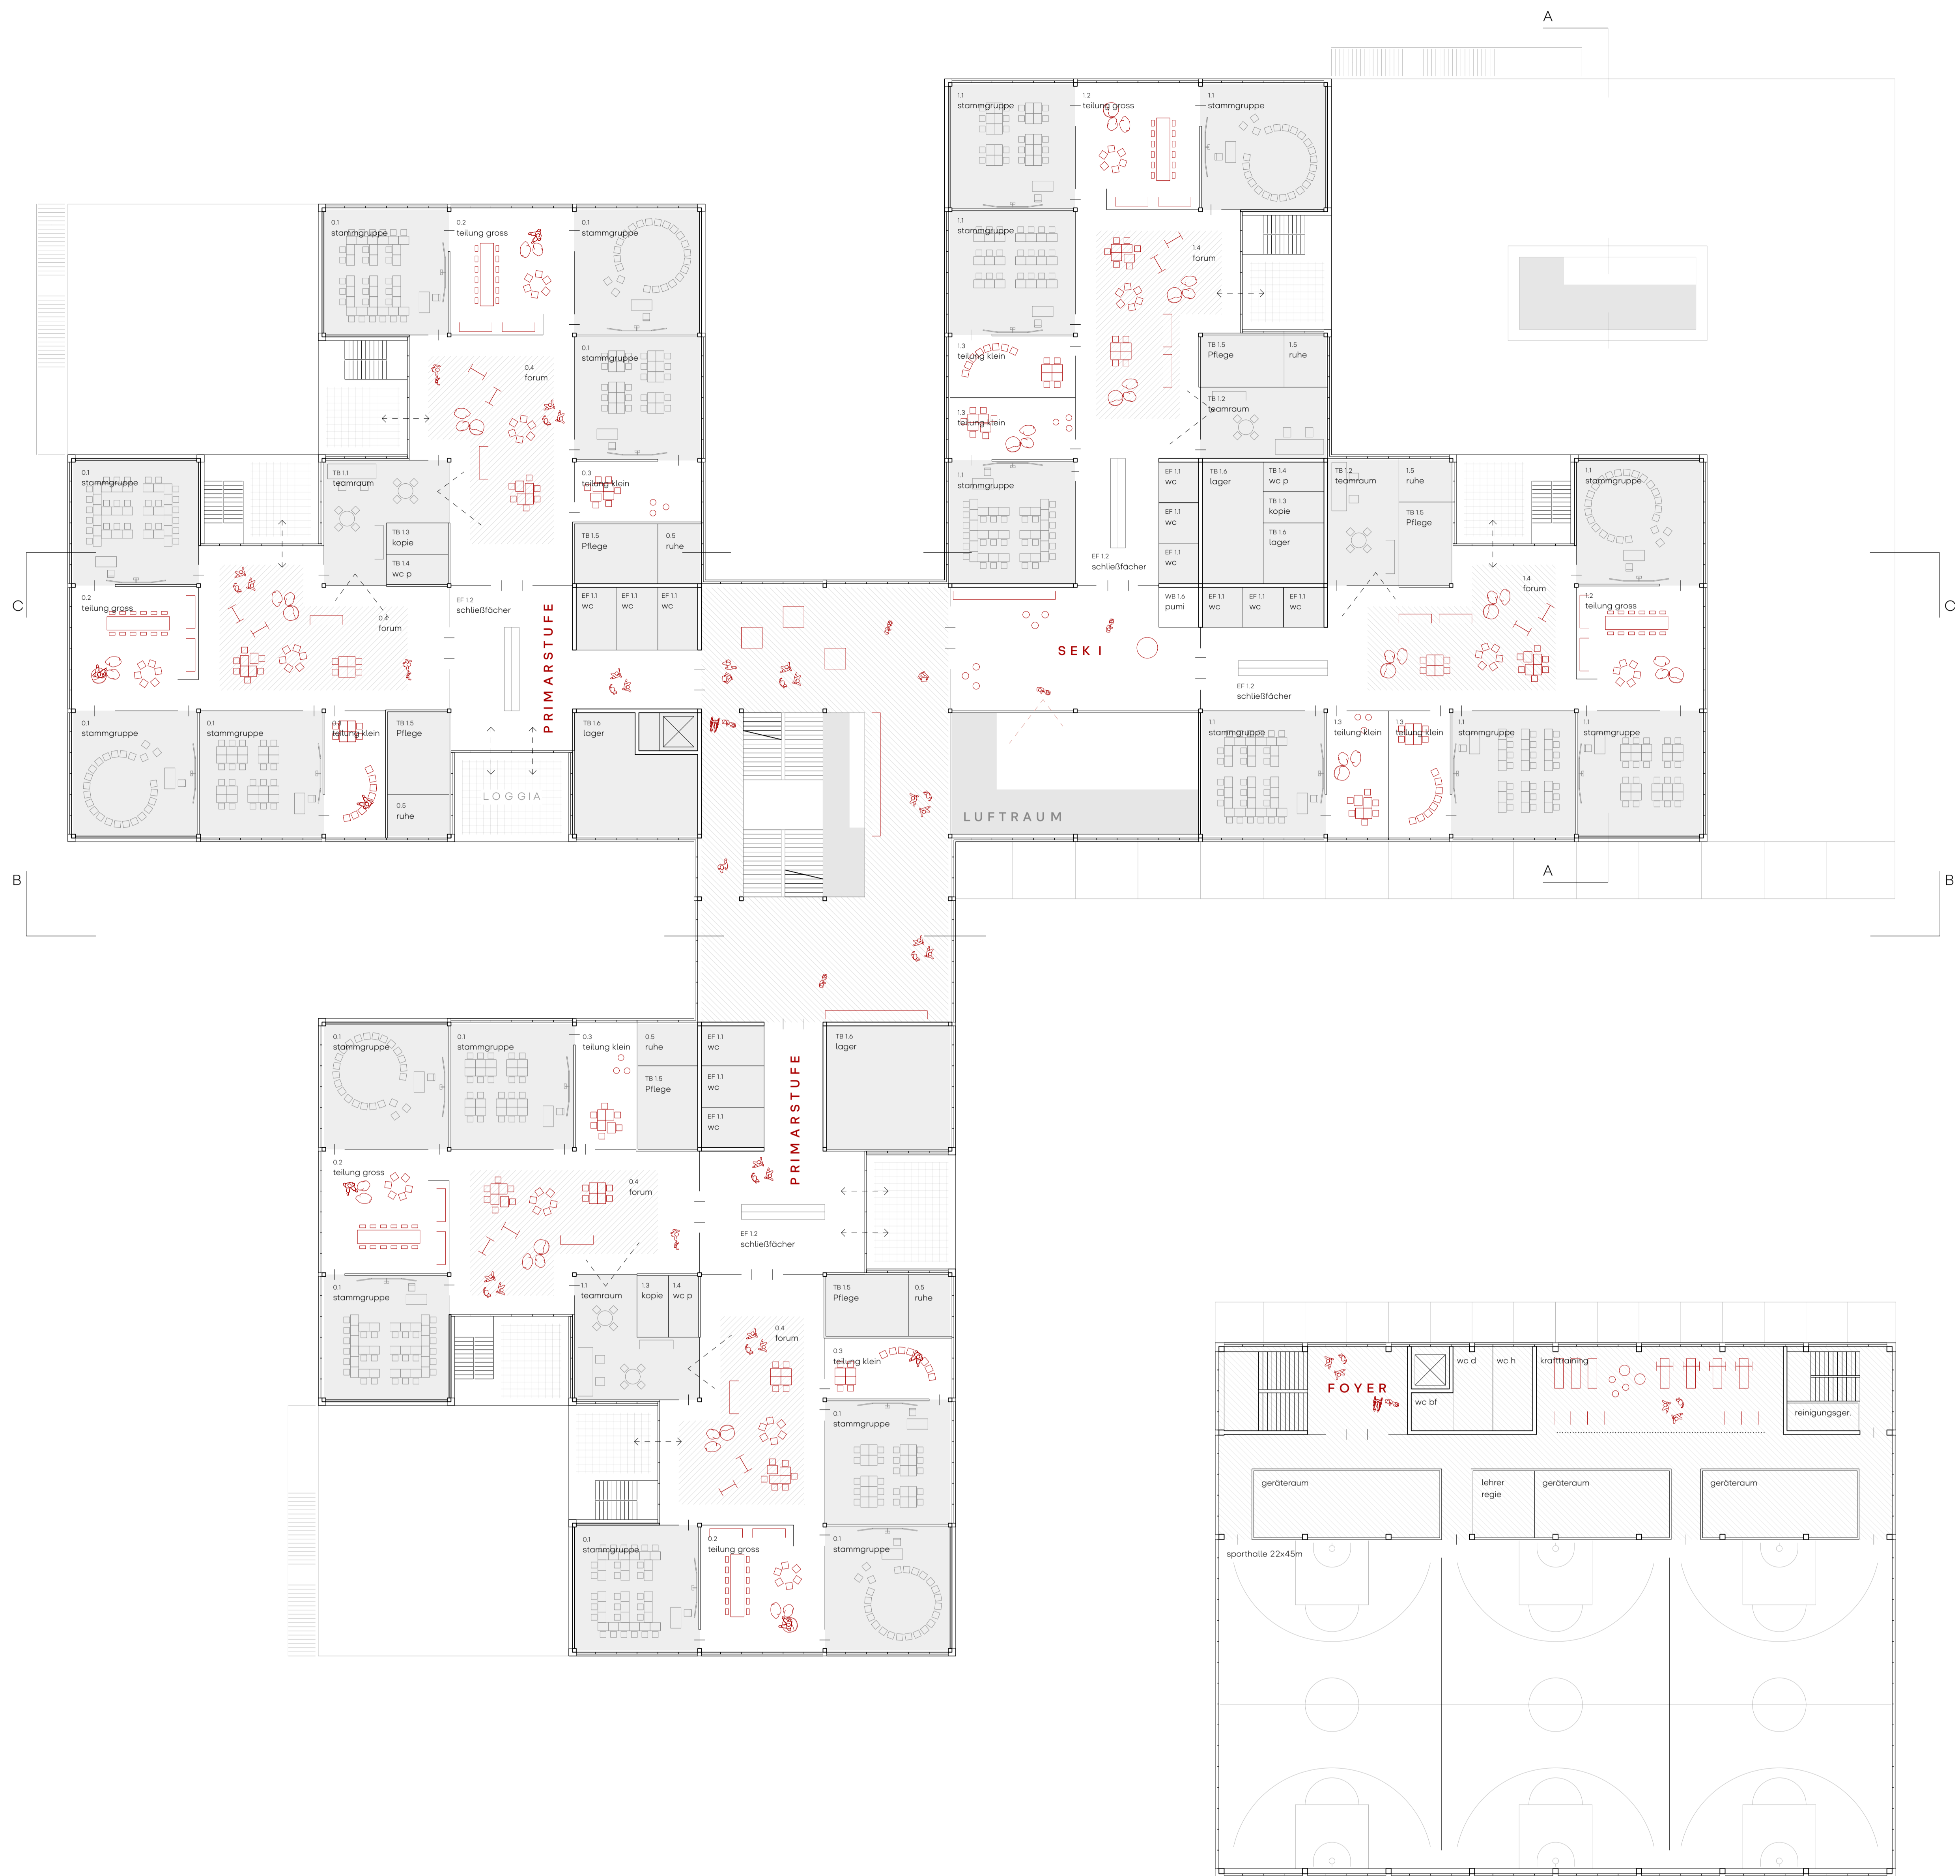 A
1.1
stammgruppe
1.2
teilung gross
1.1
stammgruppe
0.1
stammgruppe
0.2
teilung gross
0.1
stammgruppe
1.1
stammgruppe
1.4
forum
0.1
stammgruppe
0.4
forum
1.3
teilung klein
TB 1.5
Pflege
1.5
ruhe
1.3
teilung klein
TB 1.2
teamraum
0.1
stammgruppe
TB 1.1
teamraum
0.3
teilung klein
1.1
stammgruppe
EF 1.1
wc
TB 1.6
lager
TB 1.4
wc p
TB 1.2
teamraum
1.5
ruhe
1.1
stammgruppe
TB 1.3
kopie
TB 1.4
wc p
TB 1.5
Pflege
0.5
ruhe
EF 1.1
wc
TB 1.3
kopie
TB 1.5
Pflege
EF 1.2
schließfächer
EF 1.1
wc
TB 1.6
lager
C
0.2
teilung gross
0.4
forum
EF 1.2
schließfächer
PRIMARSTUFE
EF 1.1
wc
EF 1.1
wc
EF 1.1
wc
SEK I
WB 1.6
pumi
EF 1.1
wc
EF 1.1
wc
EF 1.1
wc
1.4
forum
1.2
teilung gross
C
EF 1.2
schließfächer
0.1
stammgruppe
0.1
stammgruppe
0.3
teilung klein
TB 1.5
Pflege
TB 1.6
lager
1.1
stammgruppe
1.3
teilung klein
1.3
teilung klein
1.1
stammgruppe
1.1
stammgruppe
LOGGIA
0.5
ruhe
LUFTRAUM
B
A
B
0.1
stammgruppe
0.1
stammgruppe
0.3
teilung klein
0.5
ruhe
EF 1.1
wc
PRIMARSTUFE
TB 1.6
lager
TB 1.5
Pflege
EF 1.1
wc
EF 1.1
wc
0.2
teilung gross
0.4
forum
EF 1.2
schließfächer
0.1
stammgruppe
1.1
teamraum
1.3
kopie
1.4
wc p
TB 1.5
Pflege
0.5
ruhe
0.4
forum
0.3
teilung klein
0.1
stammgruppe
0.1
stammgruppe
0.2
teilung gross
0.1
stammgruppe
FOYER
wc d
wc h
krafttraining
wc bf
reinigungsger.
geräteraum
lehrer
regie
geräteraum
geräteraum
sporthalle 22x45m